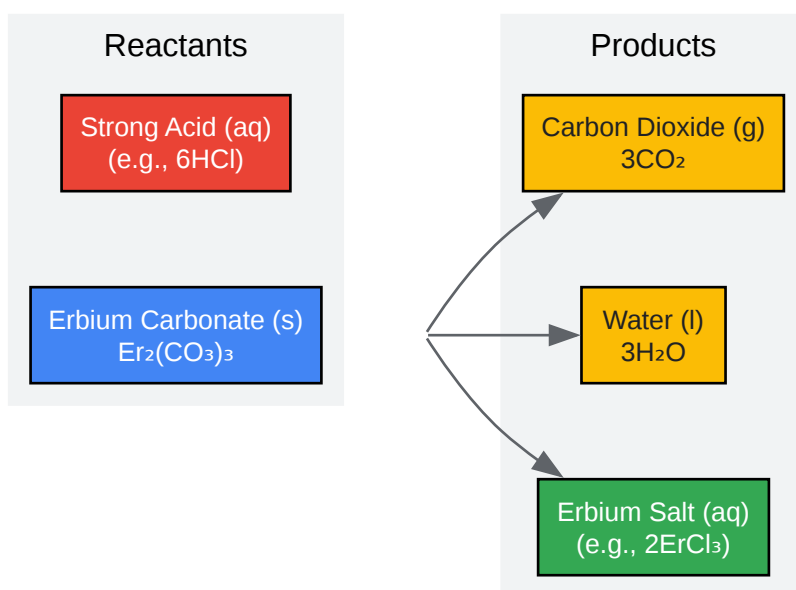 Reactants
Strong Acid (aq)
(e.g., 6HCl)
Erbium Carbonate (s)
Er₂(CO₃)₃
Products
Carbon Dioxide (g)
3CO₂
Water (l)
3H₂O
Erbium Salt (aq)
(e.g., 2ErCl₃)